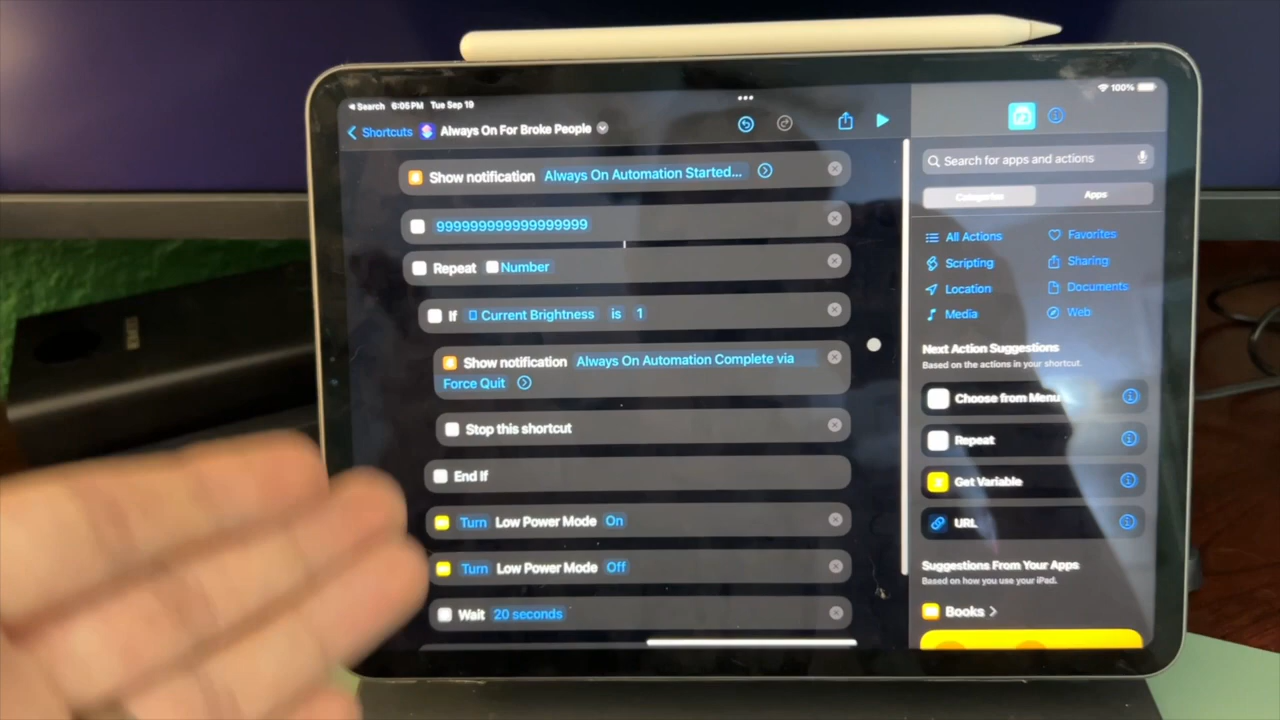 ◀ Search 6:05 PM Tue Sep 19
100%
Shortcuts Always On For Broke People
Show notification Always On Automation Started...
999999999999999999
Repeat Number
If Current Brightness is 1
Show notification Always On Automation Complete via
Force Quit
Stop this shortcut
End If
Turn Low Power Mode On
Turn Low Power Mode Off
Wait 20 seconds
Search for apps and actions
Categories Apps
All Actions Favorites
Scripting Sharing
Location Documents
Media Web
Next Action Suggestions
Based on the actions in your shortcut.
Choose from Menu
Repeat
Get Variable
URL
Suggestions From Your Apps
Based on how you use your iPad.
Books